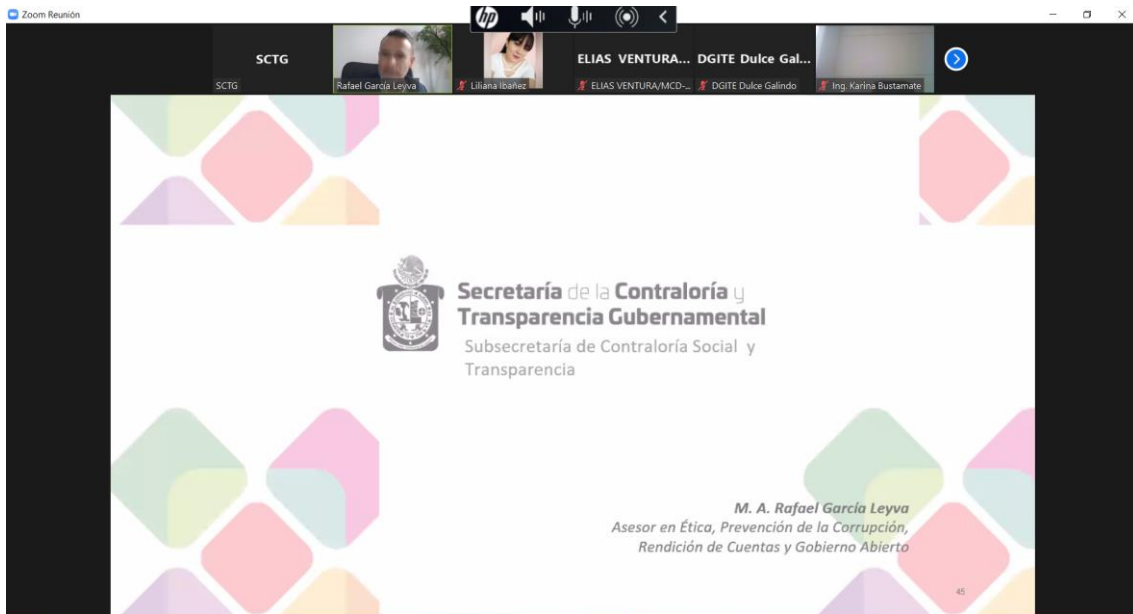 Zoom Reunión
hp
SCTG
ELIAS VENTURA...
DGITE Dulce Gal...
SCTG
Rafael García Leyva
Liliana Ibañez
ELIAS VENTURA/MCD-...
DGITE Dulce Galindo
Ing. Karina Bustamate
Secretaría de la Contraloría y
Transparencia Gubernamental
Subsecretaría de Contraloría Social y
Transparencia
M. A. Rafael García Leyva
Asesor en Ética, Prevención de la Corrupción,
Rendición de Cuentas y Gobierno Abierto
45